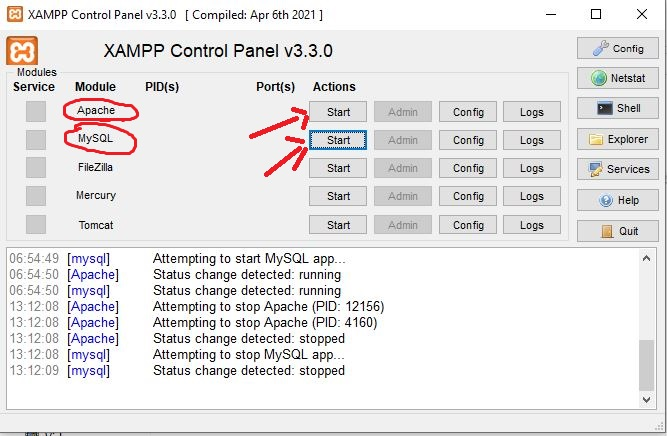 XAMPP Control Panel v3.3.0 [ Compiled: Apr 6th 2021 ]
XAMPP Control Panel v3.3.0
Config
Modules
Service Module PID(s) Port(s) Actions
Netstat
Apache Start Admin Config Logs
Shell
MySQL Start Admin Config Logs
Explorer
FileZilla Start Admin Config Logs
Services
Mercury Start Admin Config Logs
Help
Tomcat Start Admin Config Logs
Quit
06:54:49 [mysql] Attempting to start MySQL app...
06:54:50 [Apache] Status change detected: running
06:54:50 [mysql] Status change detected: running
13:12:08 [Apache] Attempting to stop Apache (PID: 12156)
13:12:08 [Apache] Attempting to stop Apache (PID: 4160)
13:12:08 [Apache] Status change detected: stopped
13:12:08 [mysql] Attempting to stop MySQL app...
13:12:09 [mysql] Status change detected: stopped